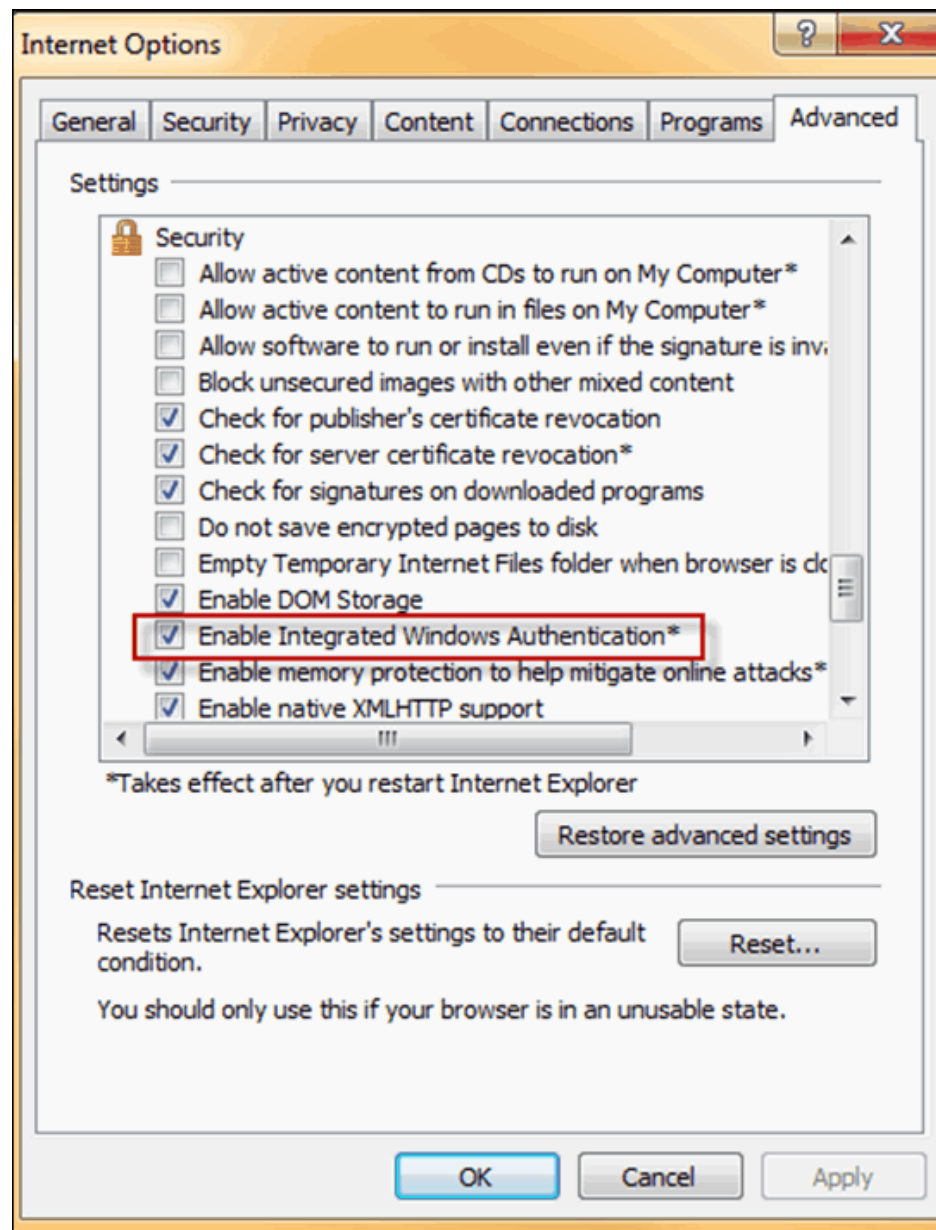 Internet Options
General Security Privacy Content Connections Programs Advanced
Settings
Security
Allow active content from CDs to run on My Computer*
Allow active content to run in files on My Computer*
Allow software to run or install even if the signature is inv
Block unsecured images with other mixed content
Check for publisher's certificate revocation
Check for server certificate revocation*
Check for signatures on downloaded programs
Do not save encrypted pages to disk
Empty Temporary Internet Files folder when browser is clo
Enable DOM Storage
Enable Integrated Windows Authentication*
Enable memory protection to help mitigate online attacks*
Enable native XMLHTTP support
*Takes effect after you restart Internet Explorer
Restore advanced settings
Reset Internet Explorer settings
Resets Internet Explorer's settings to their default
condition.
Reset...
You should only use this if your browser is in an unusable state.
OK Cancel Apply